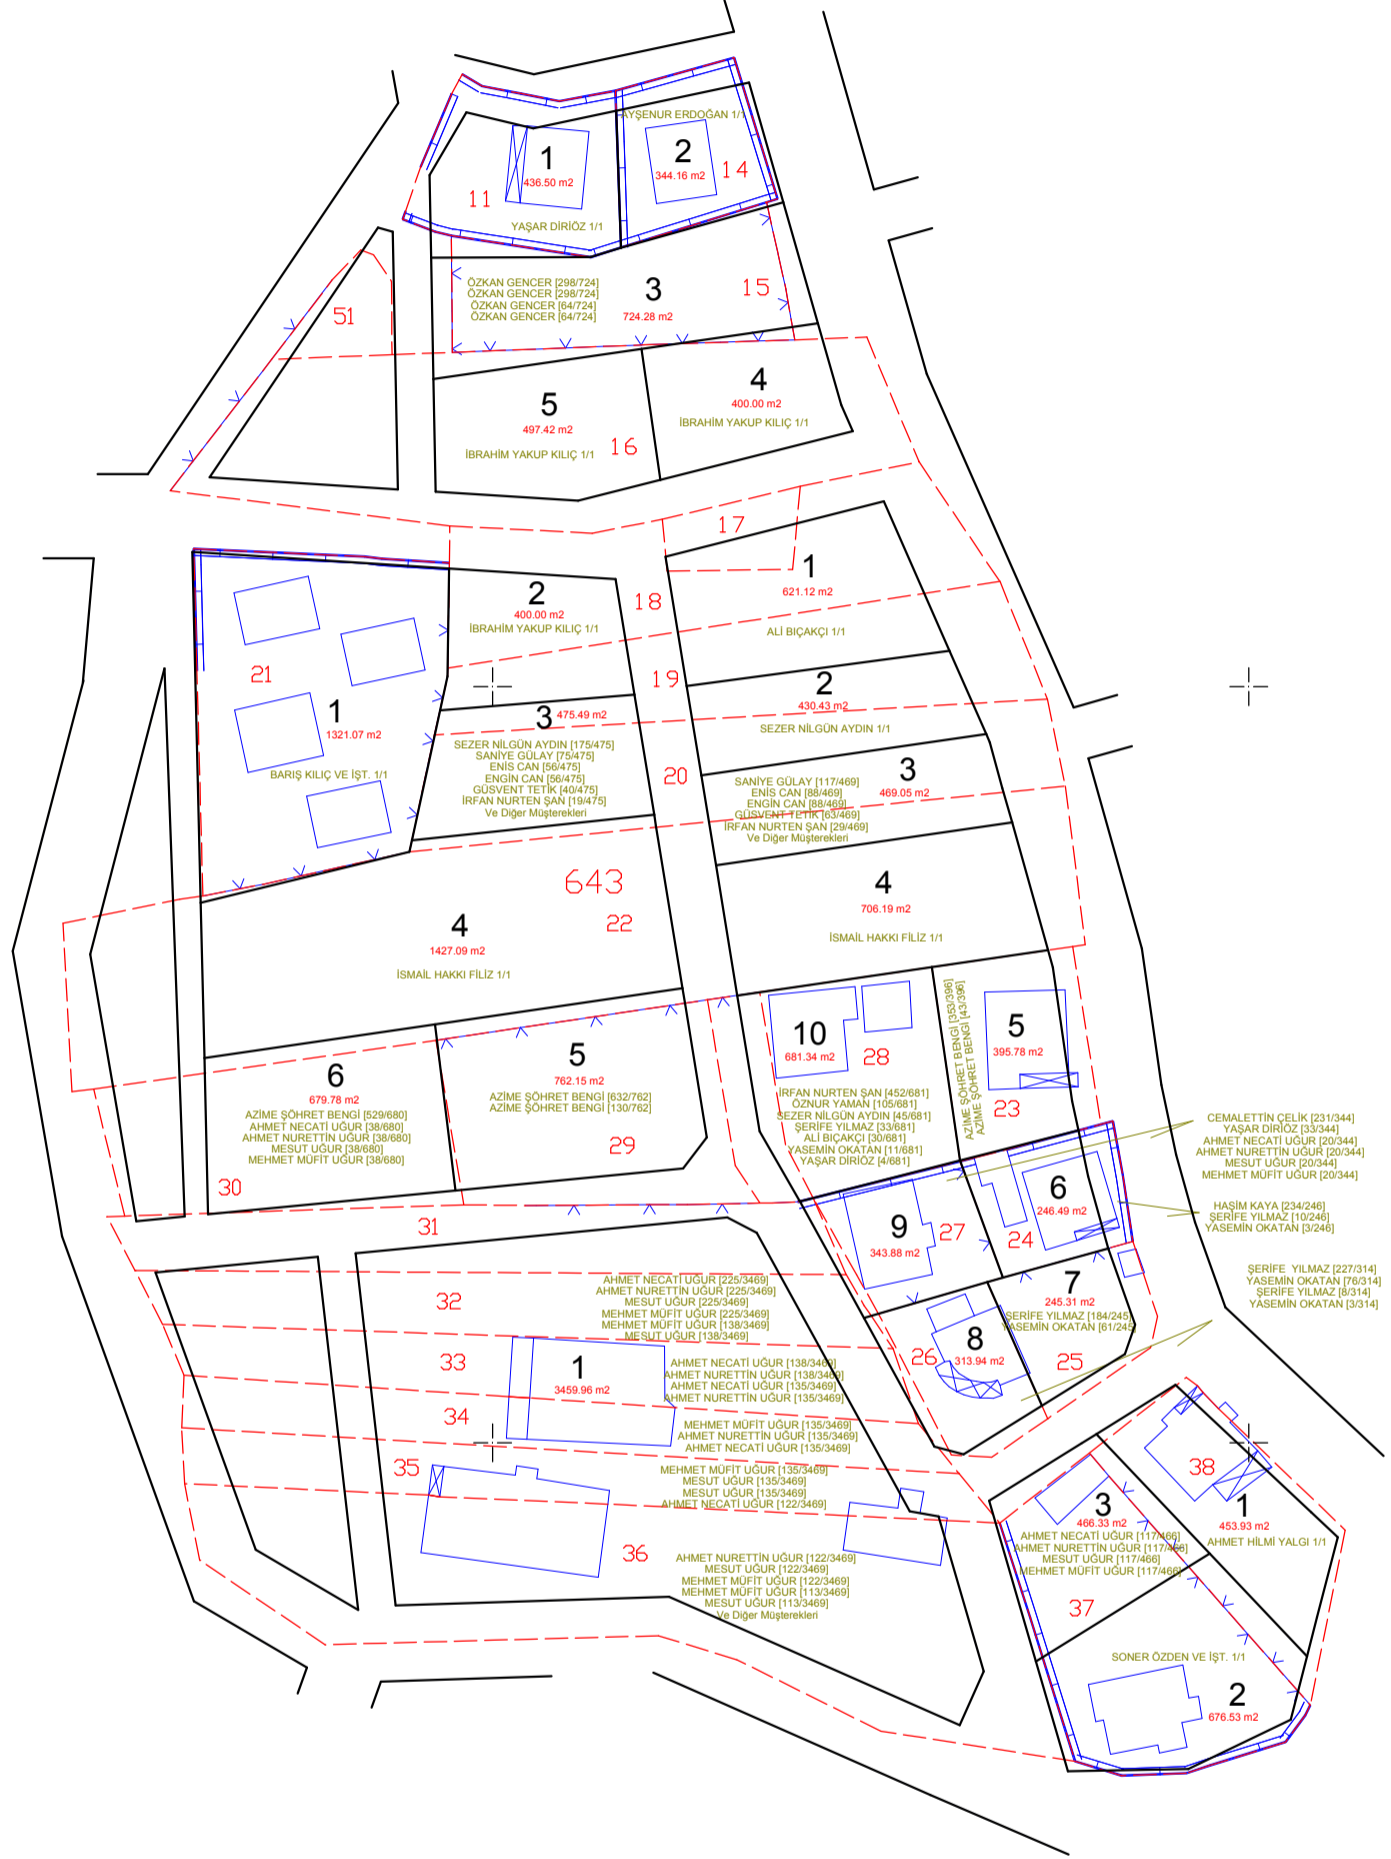 AYŞENUR ERDOĞAN 1/1
1
436.50 m2
2
344.16 m2
14
11
YAŞAR DİRİÖZ 1/1
ÖZKAN GENCER [298/724]
ÖZKAN GENCER [298/724]
ÖZKAN GENCER [64/724]
ÖZKAN GENCER [64/724]
3
724.28 m2
15
51
5
497.42 m2
İBRAHİM YAKUP KILIÇ 1/1
16
4
400.00 m2
İBRAHİM YAKUP KILIÇ 1/1
17
1
621.12 m2
ALİ BIÇAKÇI 1/1
2
400.00 m2
İBRAHİM YAKUP KILIÇ 1/1
18
19
21
1
1321.07 m2
BARIŞ KILIÇ VE İŞT. 1/1
3
475.49 m2
SEZER NİLGÜN AYDIN [175/475]
SANİYE GÜLAY [75/475]
ENİS CAN [56/475]
ENGİN CAN [56/475]
GÜSVENT TETİK [40/475]
İRFAN NURTEN ŞAN [19/475]
Ve Diğer Müşterekleri
2
430.43 m2
SEZER NİLGÜN AYDIN 1/1
20
3
469.05 m2
SANİYE GÜLAY [117/469]
ENİS CAN [88/469]
ENGİN CAN [88/469]
GÜSVENT TETİK [63/469]
İRFAN NURTEN ŞAN [29/469]
Ve Diğer Müşterekleri
643
22
4
1427.09 m2
İSMAİL HAKKI FİLİZ 1/1
4
706.19 m2
İSMAİL HAKKI FİLİZ 1/1
6
679.78 m2
AZİME ŞÖHRET BENGİ [529/680]
AHMET NECATİ UĞUR [38/680]
AHMET NURETTİN UĞUR [38/680]
MESUT UĞUR [38/680]
MEHMET MÜFİT UĞUR [38/680]
30
5
762.15 m2
AZİME ŞÖHRET BENGİ [632/762]
AZİME ŞÖHRET BENGİ [130/762]
29
10
681.34 m2
28
İRFAN NURTEN ŞAN [452/681]
ÖZNUR YAMAN [105/681]
SEZER NİLGÜN AYDIN [45/681]
ŞERİFE YILMAZ [33/681]
ALİ BIÇAKÇI [30/681]
YASEMİN OKATAN [11/681]
YAŞAR DİRİÖZ [4/681]
AZİME ŞÖHRET BENGİ [353/396]
AZİME ŞÖHRET BENGİ [43/396]
5
395.78 m2
23
CEMALETTİN ÇELİK [231/344]
YAŞAR DİRİÖZ [33/344]
AHMET NECATİ UĞUR [20/344]
AHMET NURETTİN UĞUR [20/344]
MESUT UĞUR [20/344]
MEHMET MÜFİT UĞUR [20/344]
HAŞİM KAYA [234/246]
ŞERİFE YILMAZ [10/246]
YASEMİN OKATAN [3/246]
ŞERİFE YILMAZ [227/314]
YASEMİN OKATAN [76/314]
ŞERİFE YILMAZ [8/314]
YASEMİN OKATAN [3/314]
31
9
343.88 m2
27
6
246.49 m2
24
7
245.31 m2
ŞERİFE YILMAZ [184/245]
YASEMİN OKATAN [61/245]
8
313.94 m2
26
25
32
33
34
35
36
1
3459.96 m2
AHMET NECATİ UĞUR [225/3469]
AHMET NURETTİN UĞUR [225/3469]
MESUT UĞUR [225/3469]
MEHMET MÜFİT UĞUR [225/3469]
MEHMET MÜFİT UĞUR [138/3469]
MESUT UĞUR [138/3469]
AHMET NECATİ UĞUR [138/3469]
AHMET NURETTİN UĞUR [138/3469]
AHMET NECATİ UĞUR [135/3469]
AHMET NURETTİN UĞUR [135/3469]
MEHMET MÜFİT UĞUR [135/3469]
AHMET NURETTİN UĞUR [135/3469]
AHMET NECATİ UĞUR [135/3469]
MEHMET MÜFİT UĞUR [135/3469]
MESUT UĞUR [135/3469]
MESUT UĞUR [135/3469]
AHMET NECATİ UĞUR [122/3469]
AHMET NURETTİN UĞUR [122/3469]
MESUT UĞUR [122/3469]
MEHMET MÜFİT UĞUR [122/3469]
MEHMET MÜFİT UĞUR [113/3469]
MESUT UĞUR [113/3469]
Ve Diğer Müşterekleri
38
1
453.93 m2
AHMET HİLMİ YALGI 1/1
3
466.33 m2
AHMET NECATİ UĞUR [117/466]
AHMET NURETTİN UĞUR [117/466]
MESUT UĞUR [117/466]
MEHMET MÜFİT UĞUR [117/466]
37
SONER ÖZDEN VE İŞT. 1/1
2
676.53 m2